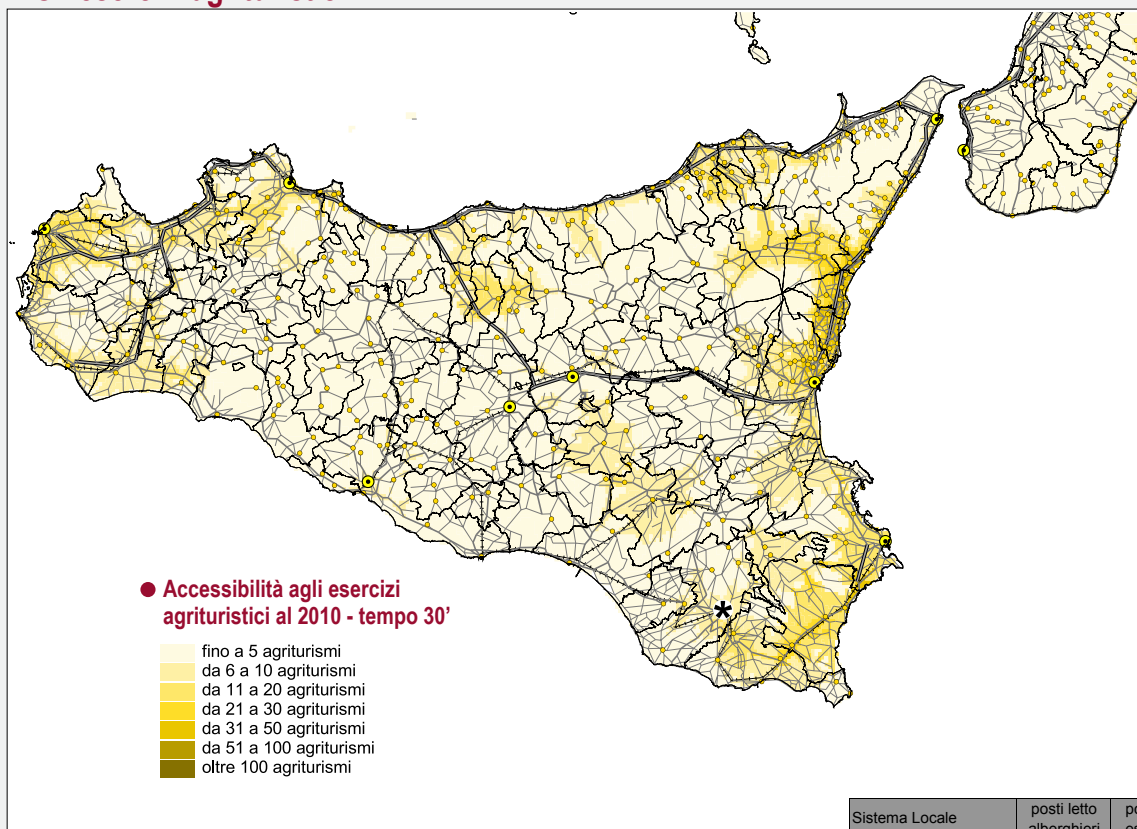 ● Accessibilità agli esercizi
agrituristici al 2010 - tempo 30’
fino a 5 agriturismi
da 6 a 10 agriturismi
da 11 a 20 agriturismi
da 21 a 30 agriturismi
da 31 a 50 agriturismi
da 51 a 100 agriturismi
oltre 100 agriturismi
*
Sistema Locale
posti letto
alberghieri